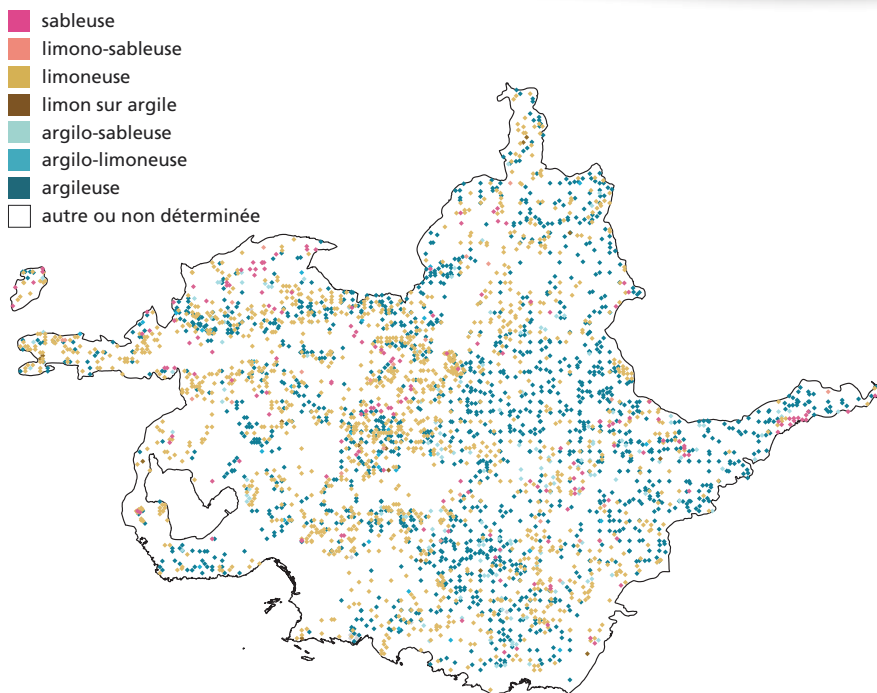 sableuse
limono-sableuse
limoneuse
limon sur argile
argilo-sableuse
argilo-limoneuse
argileuse
autre ou non déterminée